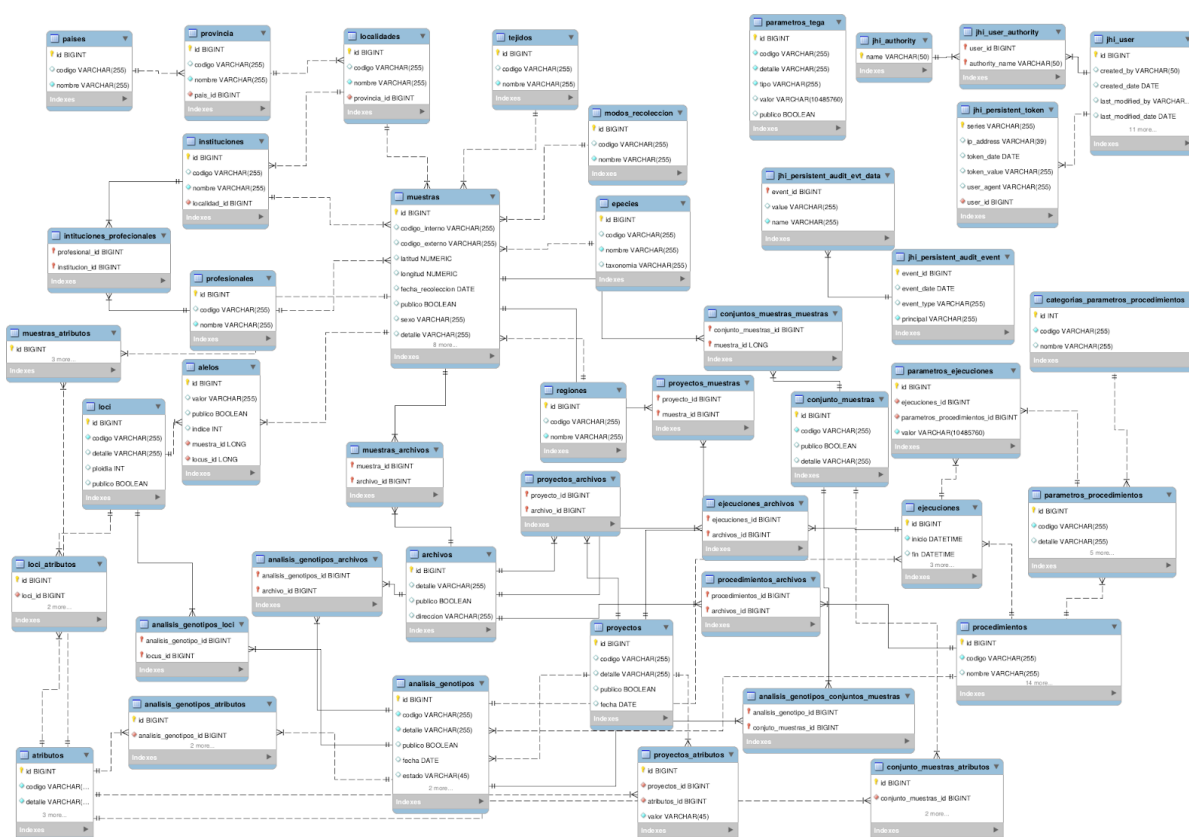 paises
id BIGINT
codigo VARCHAR(255)
nombre VARCHAR(255)
Indexes
provincia
id BIGINT
codigo VARCHAR(255)
nombre VARCHAR(255)
pais_id BIGINT
Indexes
localidades
id BIGINT
codigo VARCHAR(255)
nombre VARCHAR(255)
provincia_id BIGINT
Indexes
tejidos
id BIGINT
codigo VARCHAR(255)
nombre VARCHAR(255)
Indexes
parametros_tega
id BIGINT
codigo VARCHAR(255)
detalle VARCHAR(255)
tipo VARCHAR(255)
valor VARCHAR(10485760)
publico BOOLEAN
Indexes
jhi_authority
name VARCHAR(50)
Indexes
jhi_user_authority
user_id BIGINT
authority_name VARCHAR(50)
Indexes
jhi_user
id BIGINT
created_by VARCHAR(50)
created_date DATE
last_modified_by VARCHAR...
last_modified_date DATE
11 more...
Indexes
modos_recoleccion
id BIGINT
codigo VARCHAR(255)
nombre VARCHAR(255)
Indexes
jhi_persistent_token
series VARCHAR(255)
ip_address VARCHAR(39)
token_date DATE
token_value VARCHAR(255)
user_agent VARCHAR(255)
user_id BIGINT
Indexes
instituciones
id BIGINT
codigo VARCHAR(255)
nombre VARCHAR(255)
localidad_id BIGINT
Indexes
jhi_persistent_audit_evt_data
event_id BIGINT
value VARCHAR(255)
name VARCHAR(255)
Indexes
muestras
id BIGINT
codigo_interno VARCHAR(255)
codigo_externo VARCHAR(255)
latitud NUMERIC
longitud NUMERIC
fecha_recoleccion DATE
publico BOOLEAN
sexo VARCHAR(255)
detalle VARCHAR(255)
8 more...
Indexes
epecies
id BIGINT
codigo VARCHAR(255)
nombre VARCHAR(255)
taxonomia VARCHAR(255)
Indexes
intituciones_profecionales
profesional_id BIGINT
institucion_id BIGINT
Indexes
jhi_persistent_audit_event
event_id BIGINT
event_date DATE
event_type VARCHAR(255)
principal VARCHAR(255)
Indexes
profesionales
id BIGINT
codigo VARCHAR(255)
nombre VARCHAR(255)
Indexes
categorias_parametros_procedimientos
id INT
codigo VARCHAR(255)
nombre VARCHAR(255)
Indexes
conjuntos_muestras_muestras
conjunto_muestras_id BIGINT
muestra_id LONG
Indexes
muestras_atributos
id BIGINT
3 more...
Indexes
alelos
id BIGINT
valor VARCHAR(255)
publico BOOLEAN
indice INT
muestra_id LONG
locus_id LONG
Indexes
parametros_ejecuciones
id BIGINT
ejecuciones_id BIGINT
parametros_procedimientos_id BIGINT
valor VARCHAR(10485760)
Indexes
proyectos_muestras
proyecto_id BIGINT
muestra_id BIGINT
Indexes
regiones
id BIGINT
codigo VARCHAR(255)
nombre VARCHAR(255)
Indexes
conjunto_muestras
id BIGINT
codigo VARCHAR(255)
publico BOOLEAN
detalle VARCHAR(255)
Indexes
loci
id BIGINT
codigo VARCHAR(255)
detalle VARCHAR(255)
ploidia INT
publico BOOLEAN
Indexes
muestras_archivos
muestra_id BIGINT
archivo_id BIGINT
Indexes
proyectos_archivos
proyecto_id BIGINT
archivo_id BIGINT
Indexes
parametros_procedimientos
id BIGINT
codigo VARCHAR(255)
detalle VARCHAR(255)
5 more...
Indexes
ejecuciones_archivos
ejecuciones_id BIGINT
archivos_id BIGINT
Indexes
ejecuciones
id BIGINT
inicio DATETIME
fin DATETIME
3 more...
Indexes
archivos
id BIGINT
detalle VARCHAR(255)
publico BOOLEAN
direccion VARCHAR(255)
Indexes
analisis_genotipos_archivos
analisis_genotipos_id BIGINT
archivo_id BIGINT
Indexes
loci_atributos
id BIGINT
loci_id BIGINT
2 more...
Indexes
procedimientos_archivos
procedimientos_id BIGINT
archivos_id BIGINT
Indexes
analisis_genotipos_loci
analisis_genotipo_id BIGINT
locus_id BIGINT
Indexes
proyectos
id BIGINT
codigo VARCHAR(255)
detalle VARCHAR(255)
publico BOOLEAN
fecha DATE
Indexes
procedimientos
id BIGINT
codigo VARCHAR(255)
nombre VARCHAR(255)
14 more...
Indexes
analisis_genotipos
id BIGINT
codigo VARCHAR(255)
detalle VARCHAR(255)
publico BOOLEAN
fecha DATE
estado VARCHAR(45)
2 more...
Indexes
analisis_genotipos_conjuntos_muestras
analisis_genotipo_id BIGINT
conjuto_muestras_id BIGINT
Indexes
analisis_genotipos_atributos
id BIGINT
analisis_genotipos_id BIGINT
2 more...
Indexes
atributos
id BIGINT
codigo VARCHAR(...
detalle VARCHAR(...
3 more...
Indexes
proyectos_atributos
id BIGINT
proyectos_id BIGINT
atributos_id BIGINT
valor VARCHAR(45)
Indexes
conjunto_muestras_atributos
id BIGINT
conjunto_muestras_id BIGINT
2 more...
Indexes